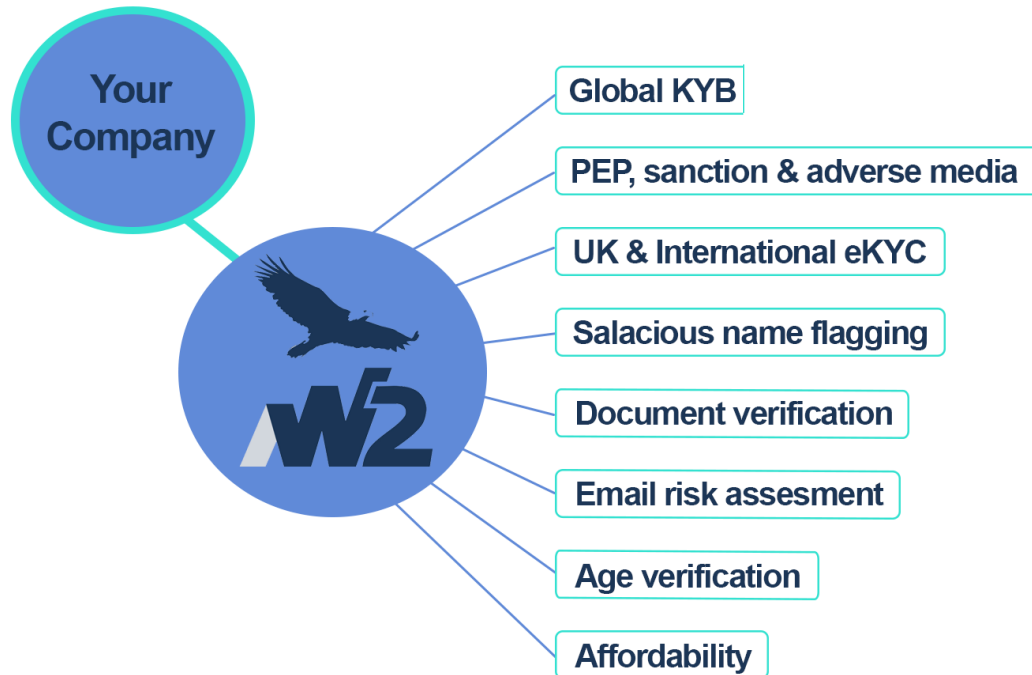 Your
Company
W2
Global KYB
PEP, sanction & adverse media
UK & International eKYC
Salacious name flagging
Document verification
Email risk assesment
Age verification
Affordability